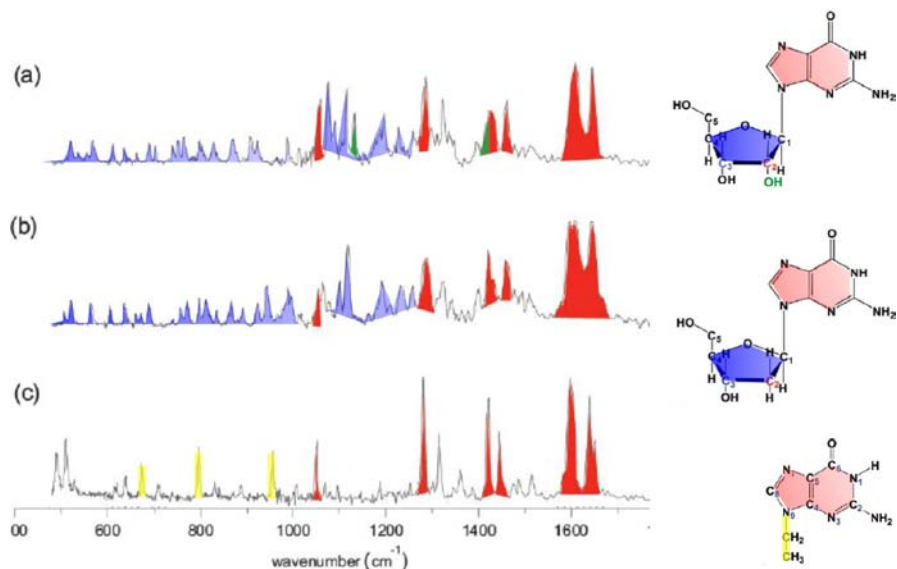 (a)
(b)
(c)
00 600 800 1000 1200 1400 1600
wavenumber (cm⁻¹)
O
N NH
N N NH₂
HO
C₅
O
H H
C₁
H
C₃ C₂
H
OH OH
O
N NH
N N NH₂
HO
C₅
O
H H
C₁
C₄
H H
C₃ C₂
OH H
O
C₆ H
N₇ C₅ N₁
C₈
C₄ C₂
N₉ N₃ NH₂
CH₂
CH₃